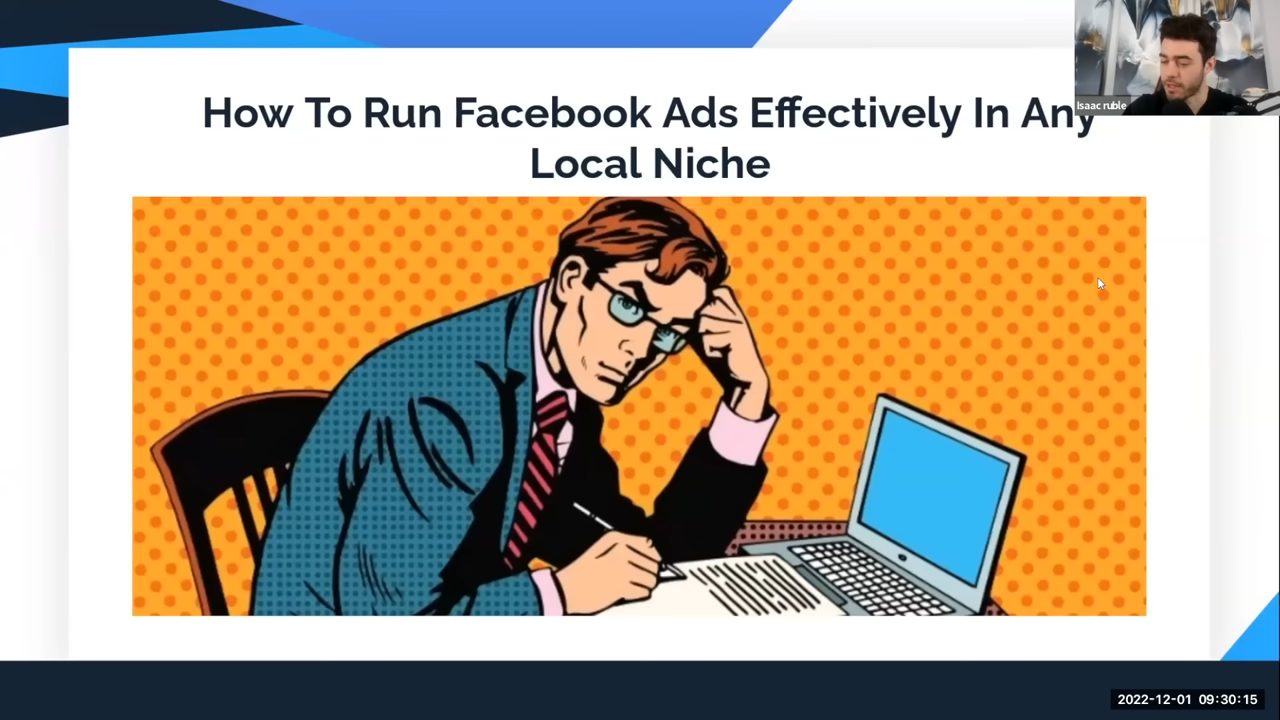 How To Run Facebook Ads Effectively In Any
Local Niche
Isaac ruble
2022-12-01 09:30:15